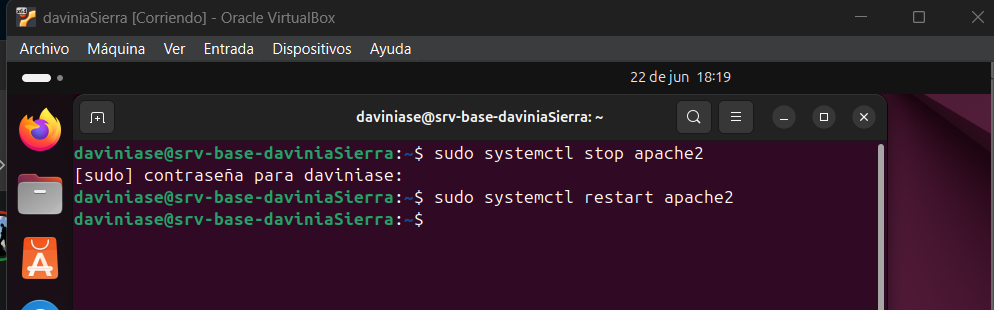 daviniaSierra [Corriendo] - Oracle VirtualBox
Archivo Máquina Ver Entrada Dispositivos Ayuda
22 de jun 18:19
daviniase@srv-base-daviniaSierra: ~
daviniase@srv-base-daviniaSierra:~$ sudo systemctl stop apache2
[sudo] contraseña para daviniase:
daviniase@srv-base-daviniaSierra:~$ sudo systemctl restart apache2
daviniase@srv-base-daviniaSierra:~$